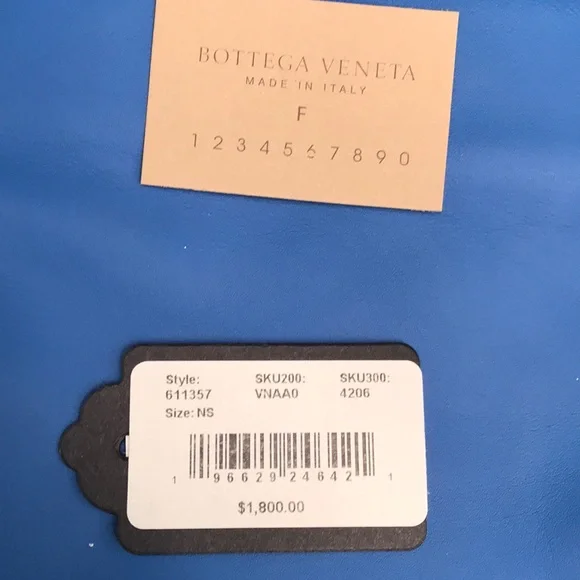 BOTTEGA VENETA
MADE IN ITALY
F
1 2 3 4 5 6 7 8 9 0
Style: SKU200: SKU300:
611357 VNAA0 4206
Size: NS
1 96629 24642 1
$1,800.00